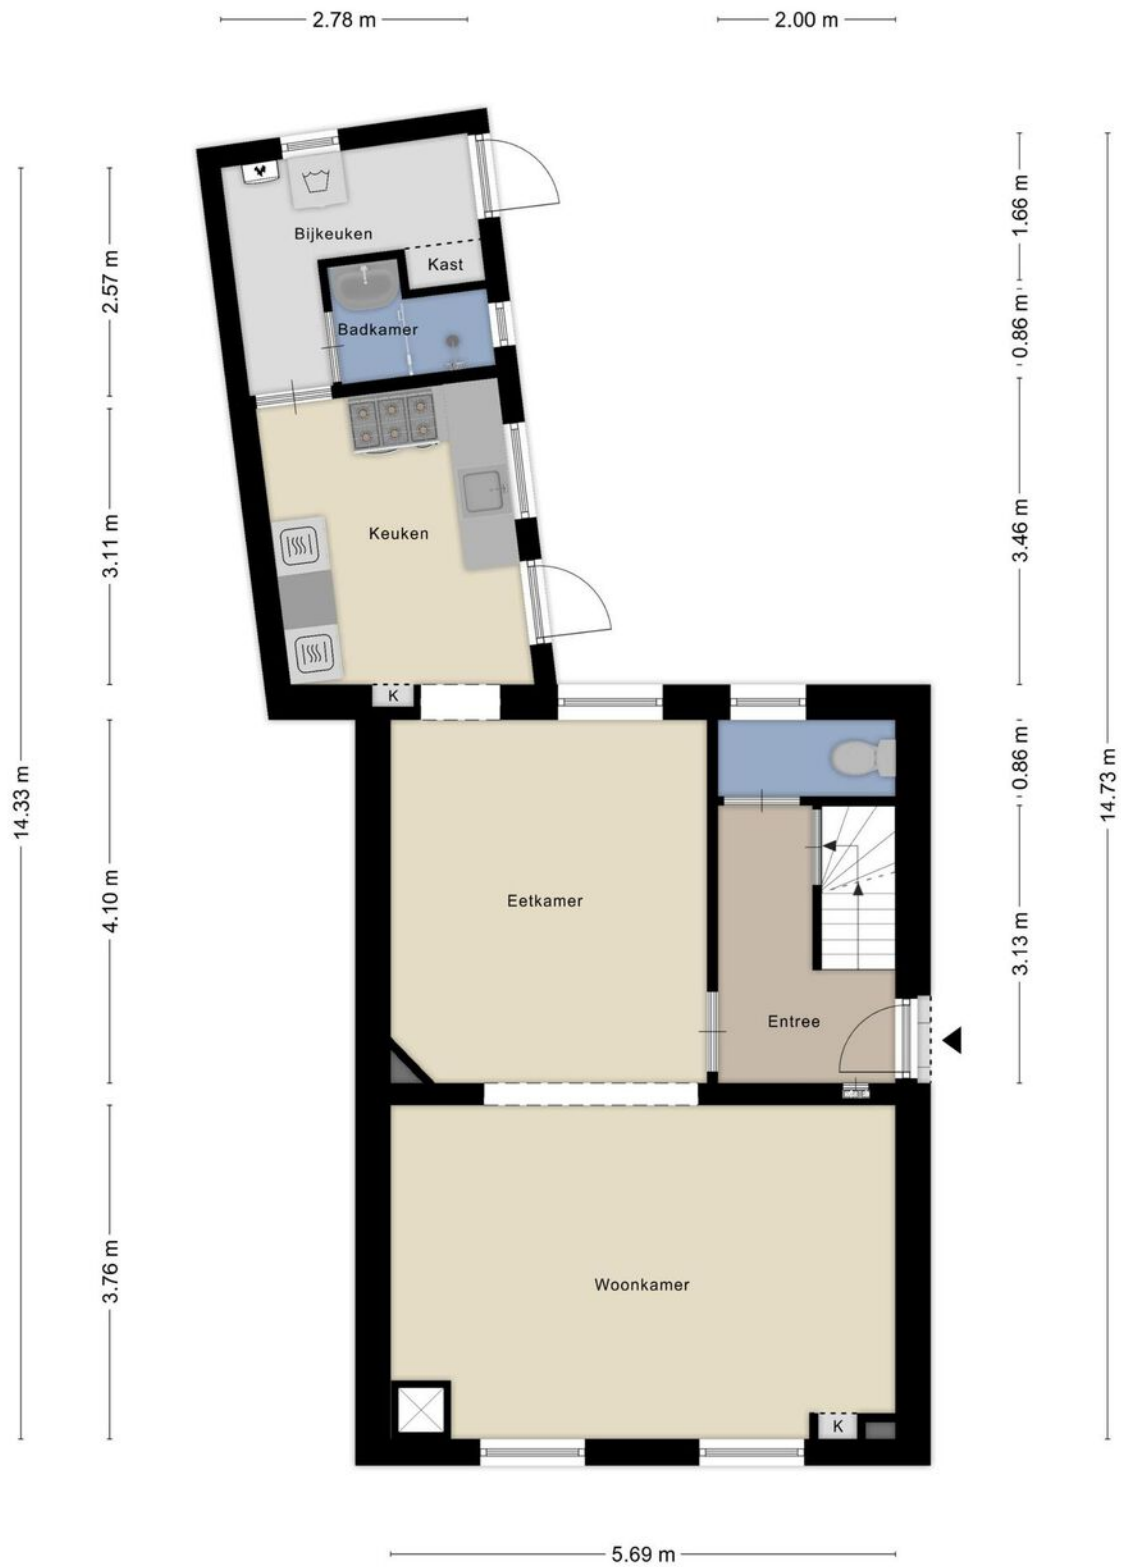 2.78 m
2.00 m
Bijkeuken
Kast
Badkamer
Keuken
K
Eetkamer
Entree
Woonkamer
K
14.33 m
2.57 m
3.11 m
4.10 m
3.76 m
1.66 m
0.86 m
3.46 m
0.86 m
3.13 m
14.73 m
5.69 m